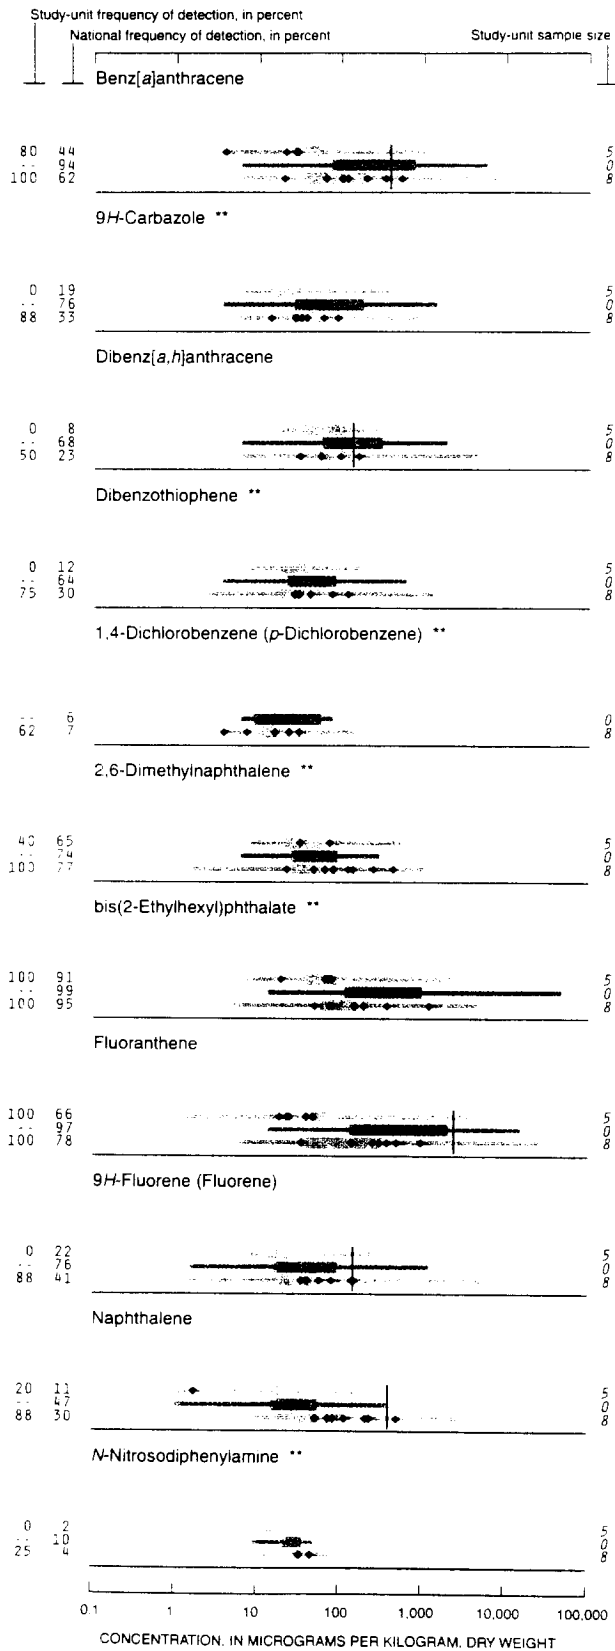 Study-unit frequency of detection, in percent
National frequency of detection, in percent
Study-unit sample size
Benz[a]anthracene
80 44 5
-- 94 0
100 62 8
9H-Carbazole **
0 19 5
-- 76 0
88 33 8
Dibenz[a,h]anthracene
0 8 5
-- 68 0
50 23 8
Dibenzothiophene **
0 12 5
-- 64 0
75 30 8
1,4-Dichlorobenzene (p-Dichlorobenzene) **
-- 6 0
62 7 8
2,6-Dimethylnaphthalene **
40 65 5
-- 74 0
100 77 8
bis(2-Ethylhexyl)phthalate **
100 91 5
-- 99 0
100 95 8
Fluoranthene
100 66 5
-- 97 0
100 78 8
9H-Fluorene (Fluorene)
0 22 5
-- 76 0
88 41 8
Naphthalene
20 11 5
-- 47 0
88 30 8
N-Nitrosodiphenylamine **
0 2 5
-- 10 0
25 4 8
0.1 1 10 100 1,000 10,000 100,000
CONCENTRATION, IN MICROGRAMS PER KILOGRAM, DRY WEIGHT